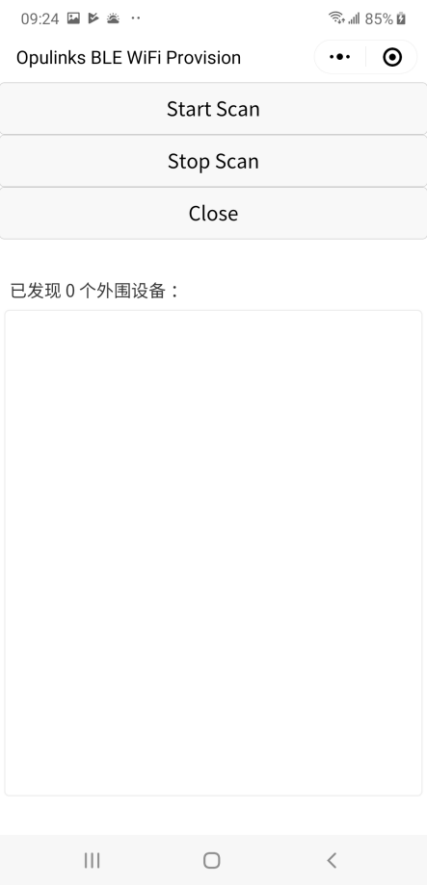 09:24 85%
Opulinks BLE WiFi Provision
Start Scan
Stop Scan
Close
已发现 0 个外围设备：